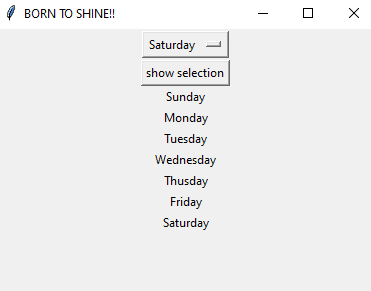 BORN TO SHINE!!
Saturday
show selection
Sunday
Monday
Tuesday
Wednesday
Thusday
Friday
Saturday